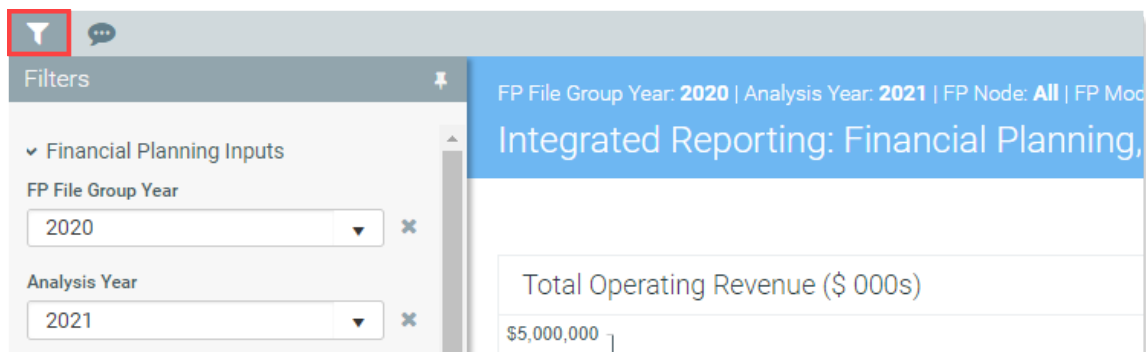 Filters
Financial Planning Inputs
FP File Group Year
2020
Analysis Year
2021
FP File Group Year: 2020 | Analysis Year: 2021 | FP Node: All | FP Mod
Integrated Reporting: Financial Planning,
Total Operating Revenue ($ 000s)
$5,000,000